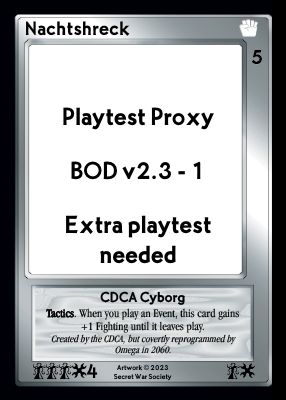 Nachtshreck
5
Playtest Proxy
BOD v2.3 - 1
Extra playtest
needed
CDCA Cyborg
Tactics. When you play an Event, this card gains
+1 Fighting until it leaves play.
Created by the CDCA, but covertly reprogrammed by
Omega in 2060.
4
Artwork © 2023
Secret War Society